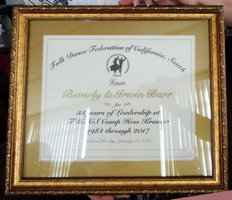 Folk Dance Federation of California, South
Honors
Beverly & Irwin Barr
for
35 years of Leadership at
Camp Hess Kramer
1983 through 2017